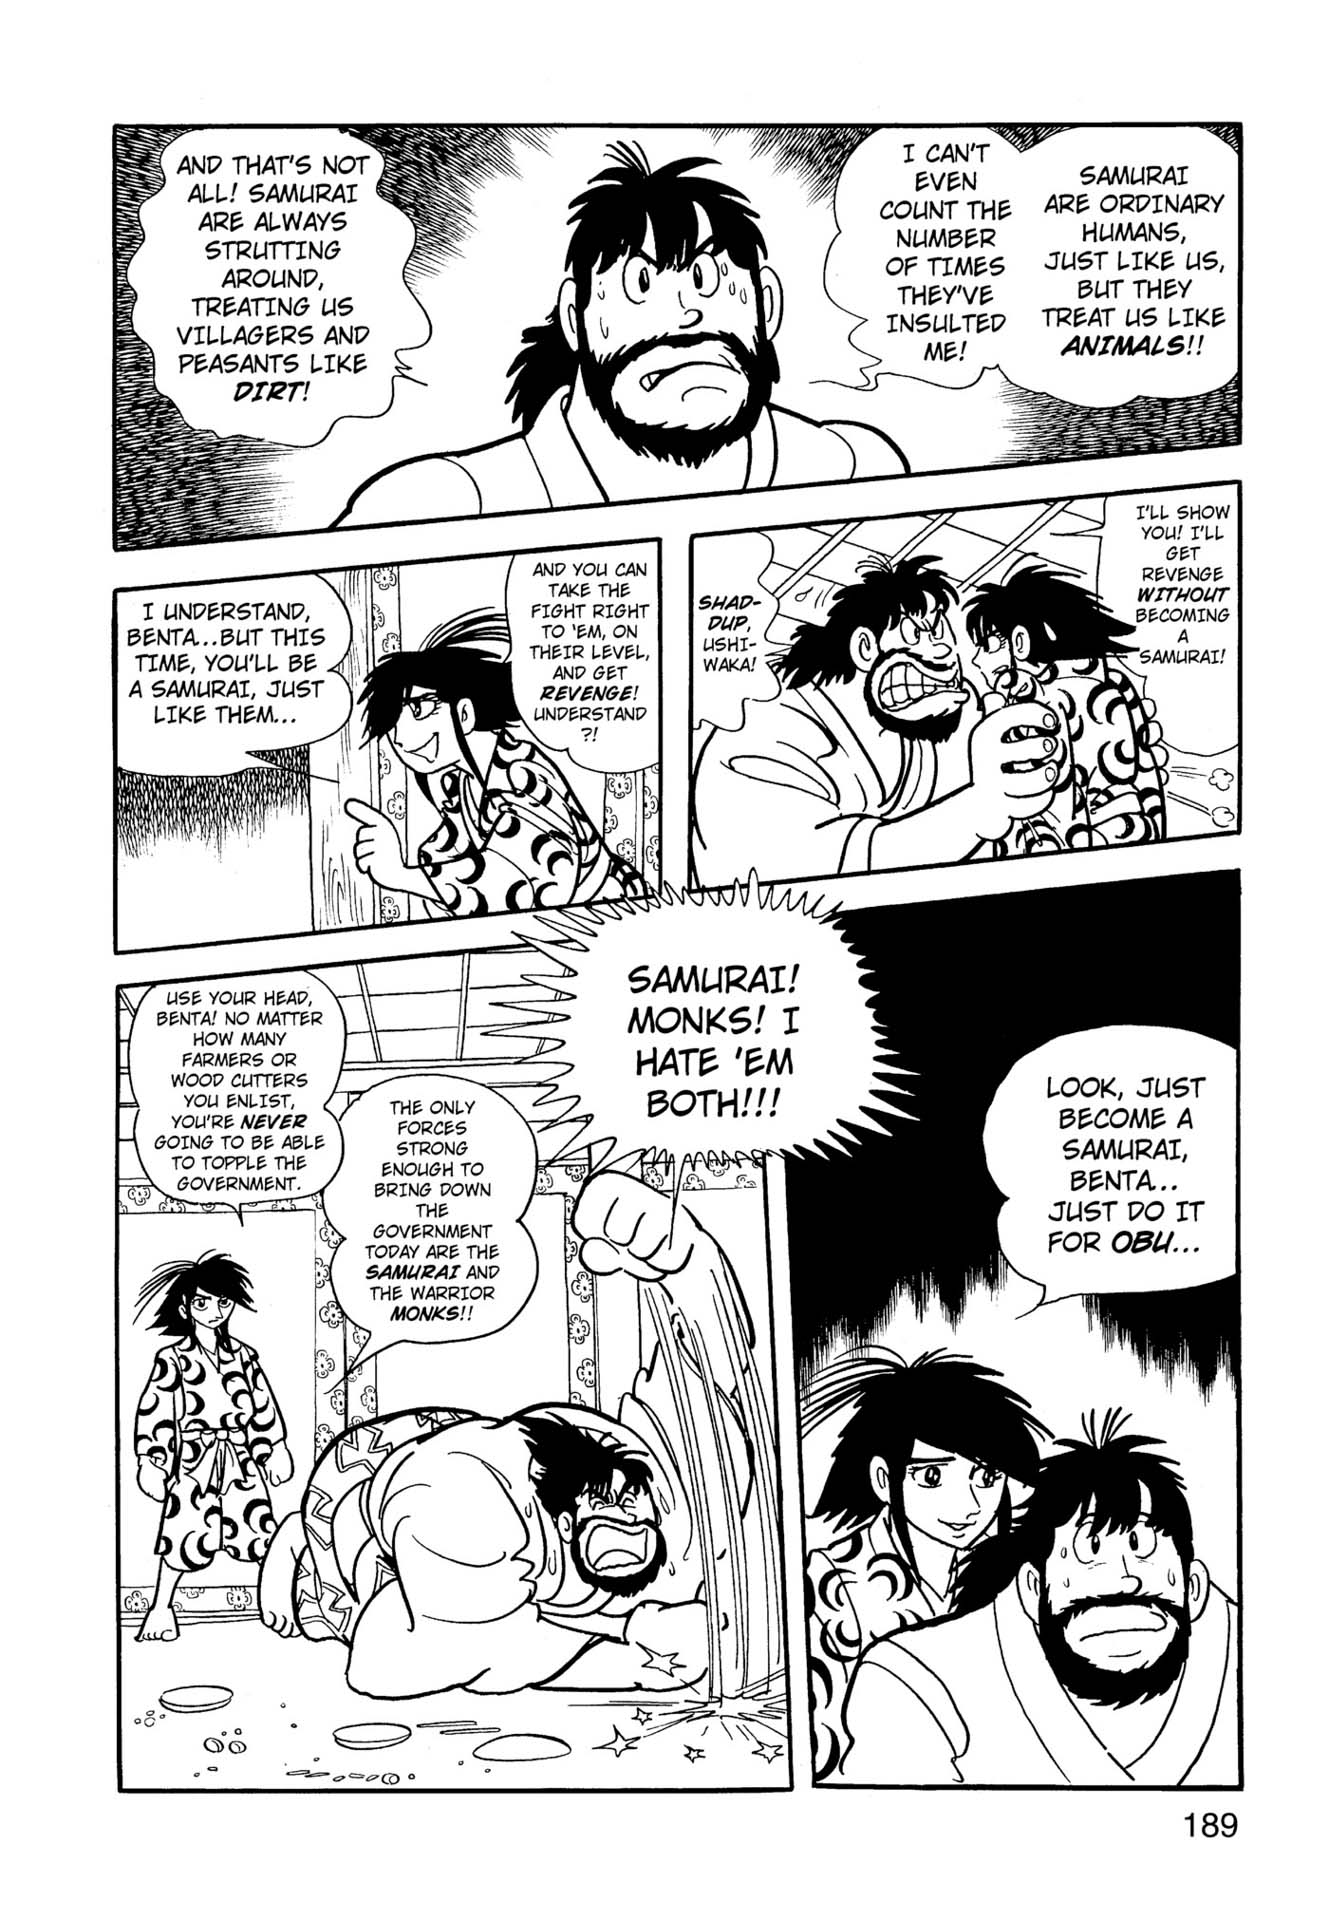 AND THAT'S NOT
ALL! SAMURAI
ARE ALWAYS
STRUTTING
AROUND,
TREATING US
VILLAGERS AND
PEASANTS LIKE
DIRT!
I CAN'T
EVEN
COUNT THE
NUMBER
OF TIMES
THEY'VE
INSULTED
ME!
SAMURAI
ARE ORDINARY
HUMANS,
JUST LIKE US,
BUT THEY
TREAT US LIKE
ANIMALS!!
I UNDERSTAND,
BENTA...BUT THIS
TIME, YOU'LL BE
A SAMURAI, JUST
LIKE THEM...
AND YOU CAN
TAKE THE
FIGHT RIGHT
TO 'EM, ON
THEIR LEVEL,
AND GET
REVENGE!
UNDERSTAND
?!
SHAD-
DUP,
USHI-
WAKA!
I'LL SHOW
YOU! I'LL
GET
REVENGE
WITHOUT
BECOMING
A
SAMURAI!
USE YOUR HEAD,
BENTA! NO MATTER
HOW MANY
FARMERS OR
WOOD CUTTERS
YOU ENLIST,
YOU'RE NEVER
GOING TO BE ABLE
TO TOPPLE THE
GOVERNMENT.
THE ONLY
FORCES
STRONG
ENOUGH TO
BRING DOWN
THE
GOVERNMENT
TODAY ARE THE
SAMURAI AND
THE WARRIOR
MONKS!!
SAMURAI!
MONKS! I
HATE 'EM
BOTH!!!
LOOK, JUST
BECOME A
SAMURAI,
BENTA...
JUST DO IT
FOR OBU...
189